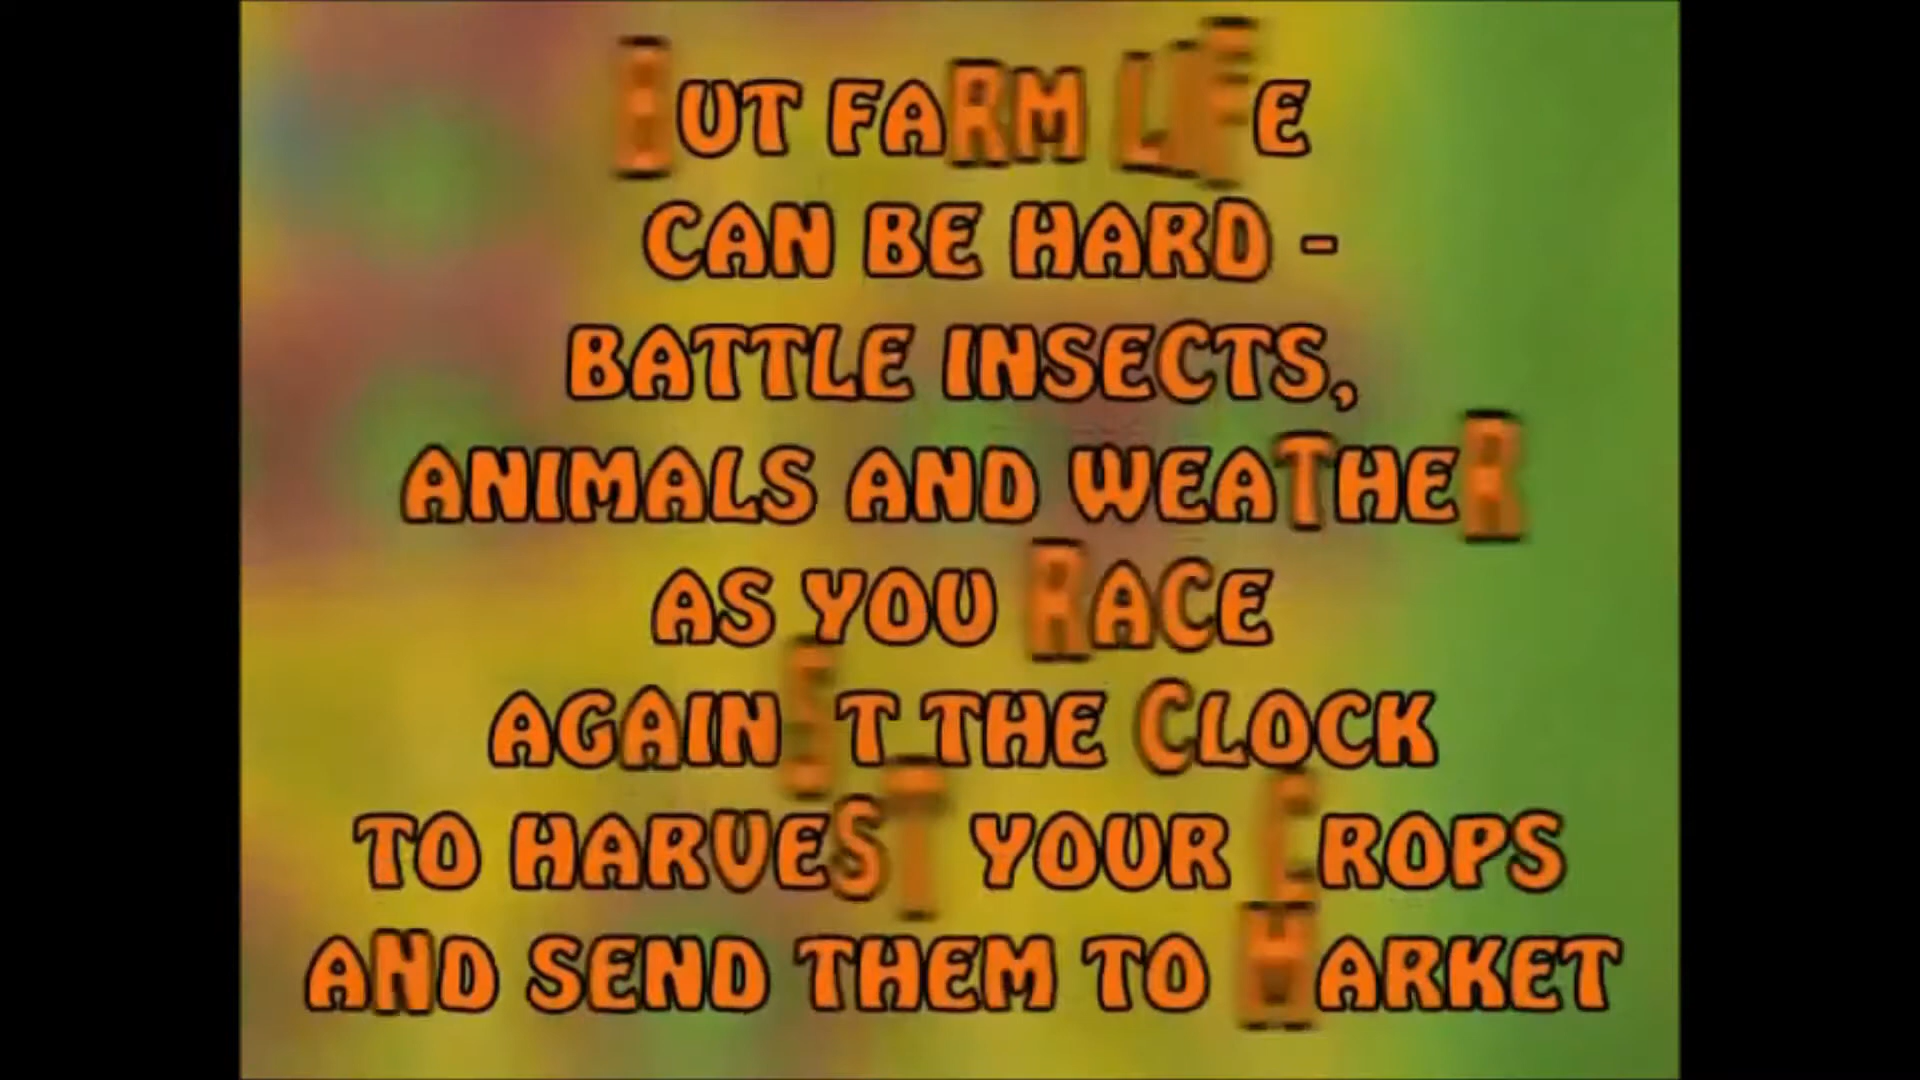 BUT FARM LIFE
CAN BE HARD -
BATTLE INSECTS,
ANIMALS AND WEATHER
AS YOU RACE
AGAINST THE CLOCK
TO HARVEST YOUR CROPS
AND SEND THEM TO MARKET